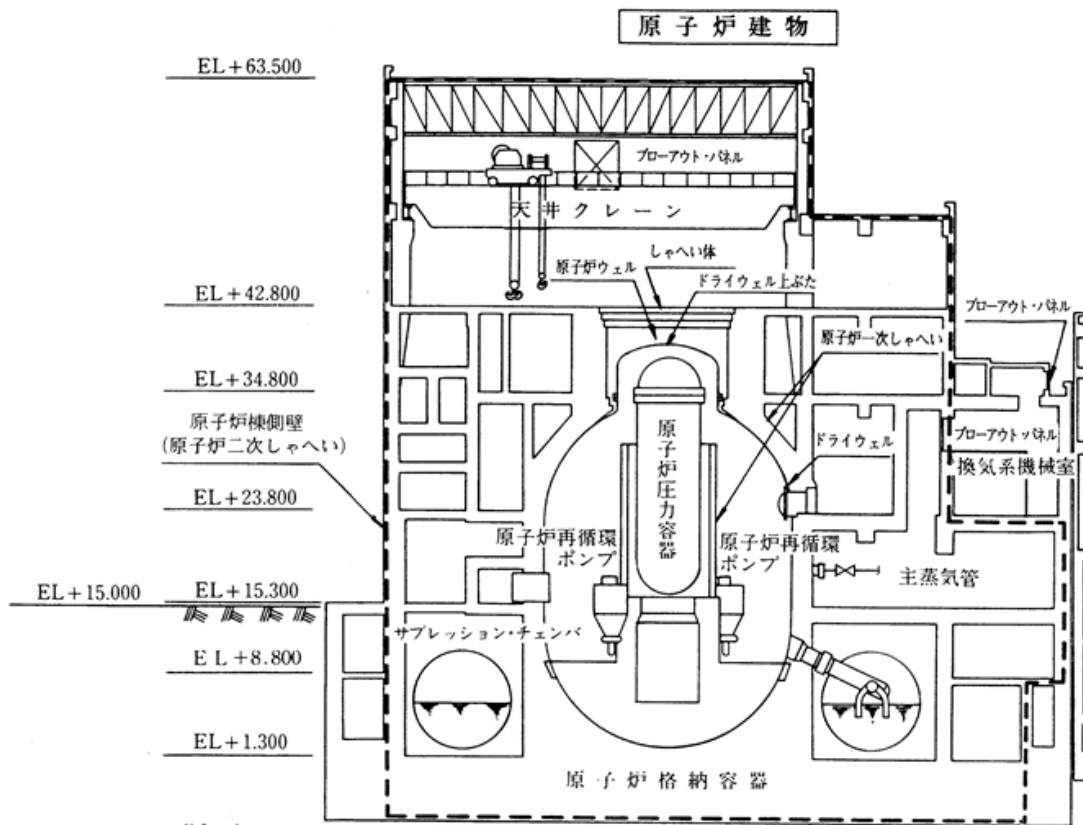 原子炉建物
EL+63.500
ブローアウト・パネル
天井クレーン
しゃへい体
原子炉ウェル
ドライウェル上ぶた
EL+42.800
ブローアウト・パネル
原子炉一次しゃへい
EL+34.800
原子炉棟側壁
(原子炉二次しゃへい)
原子炉圧力容器
ドライウェル
ブローアウト・パネル
換気系機械室
EL+23.800
原子炉再循環
ポンプ
原子炉再循環
ポンプ
主蒸気管
EL+15.000
EL+15.300
サプレッション・チェンバ
EL+8.800
EL+1.300
原子炉格納容器